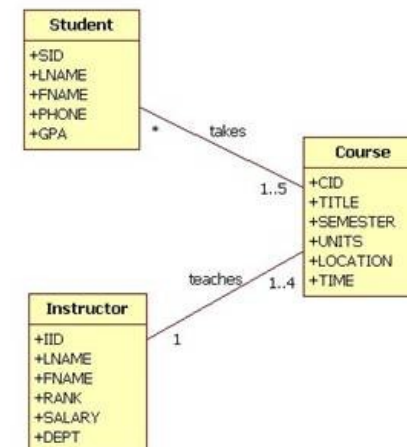 Student
+SID
+LNAME
+FNAME
+PHONE
+GPA
*
takes
1..5
Course
+CID
+TITLE
+SEMESTER
+UNITS
+LOCATION
+TIME
teaches
1..4
1
Instructor
+IID
+LNAME
+FNAME
+RANK
+SALARY
+DEPT